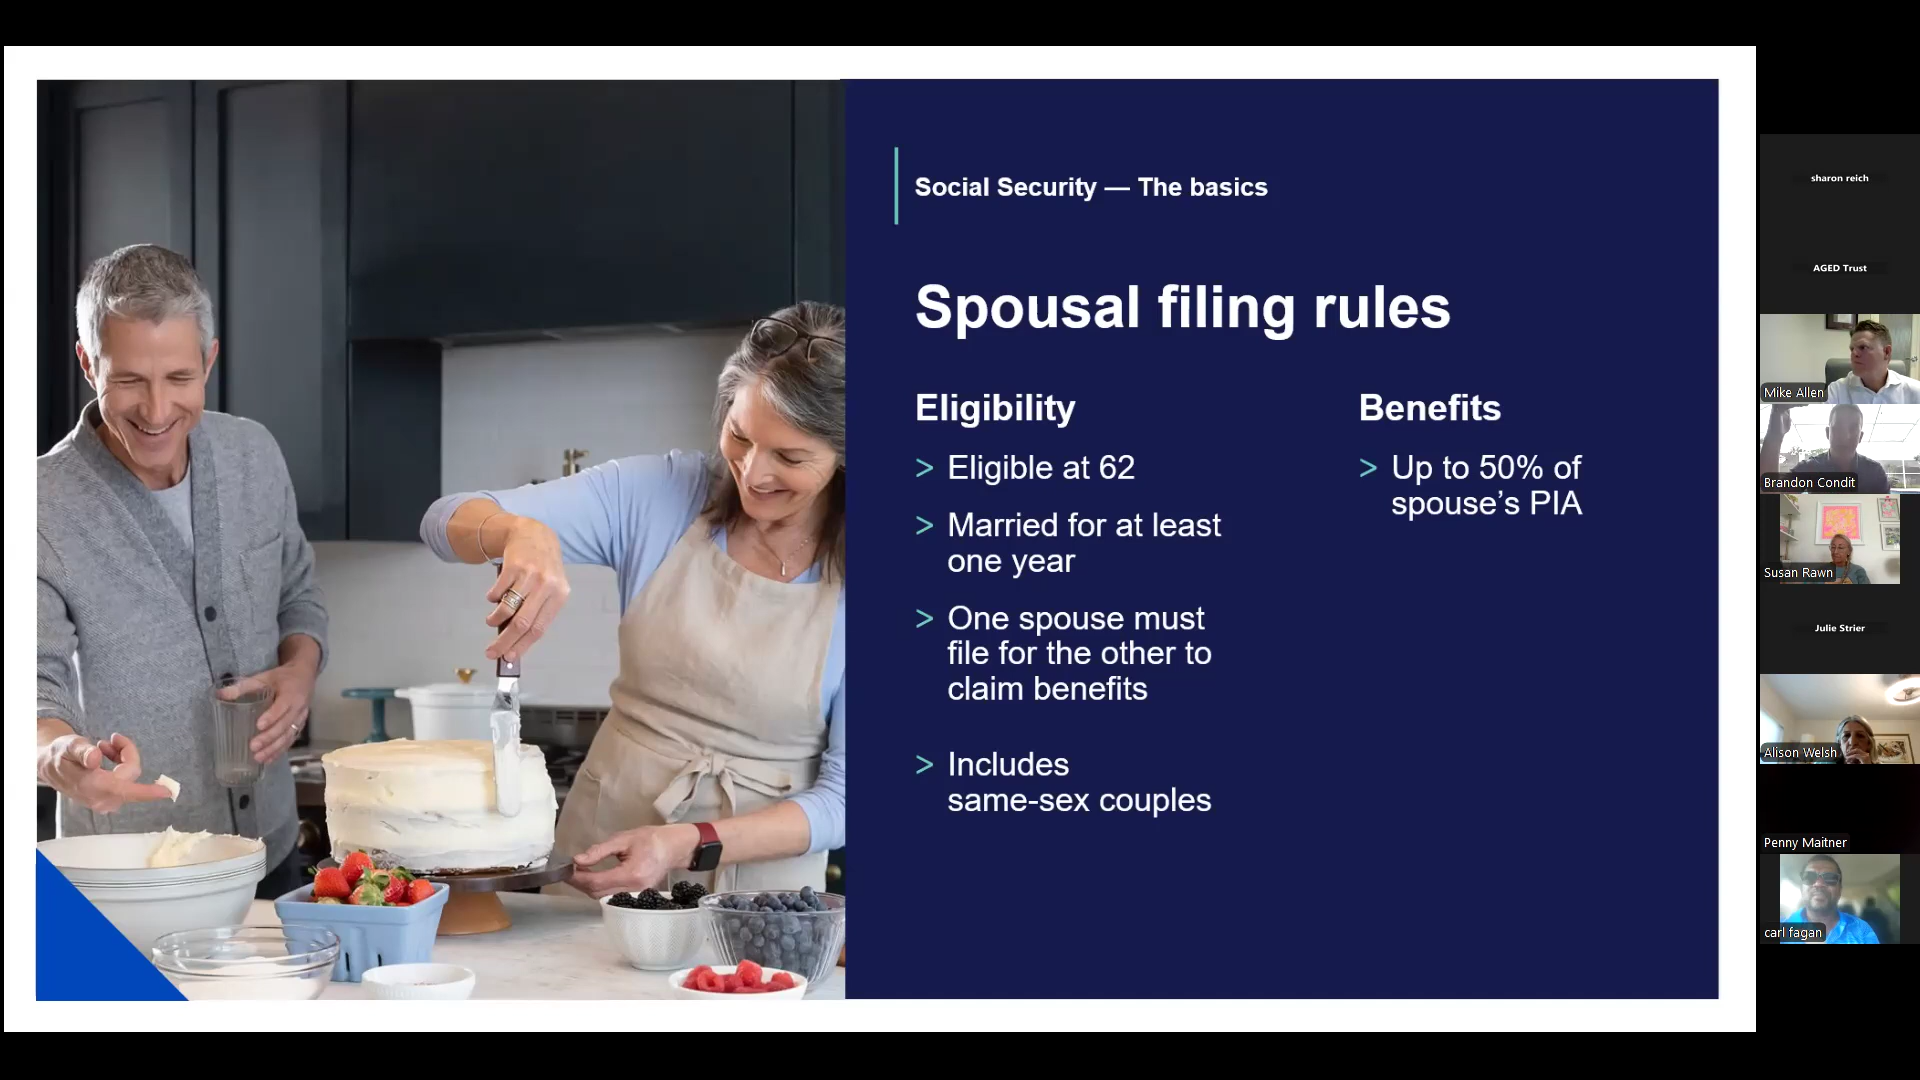 Social Security — The basics
Spousal filing rules
Eligibility
> Eligible at 62
> Married for at least
one year
> One spouse must
file for the other to
claim benefits
> Includes
same-sex couples
Benefits
> Up to 50% of
spouse’s PIA
sharon reich
AGED Trust
Mike Allen
Brandon Condit
Susan Rawn
Julie Strier
Alison Welsh
Penny Maitner
carl fagan